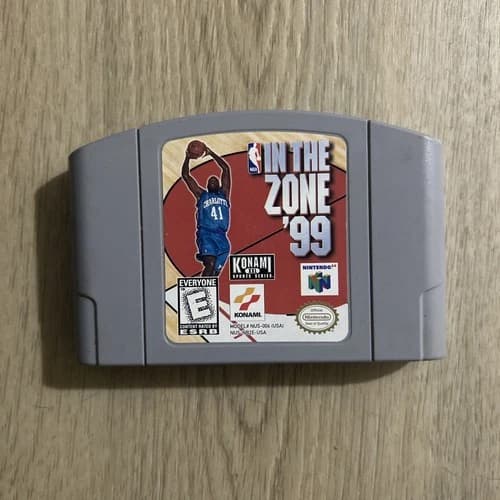 NBA
IN THE
ZONE
'99
CHARLOTTE
41
KONAMI
XXL
SPORTS SERIES
NINTENDO 64
EVERYONE
E
CONTENT RATED BY
ESRB
KONAMI
Official
Nintendo
Seal of Quality
MODEL# NUS-006 (USA)